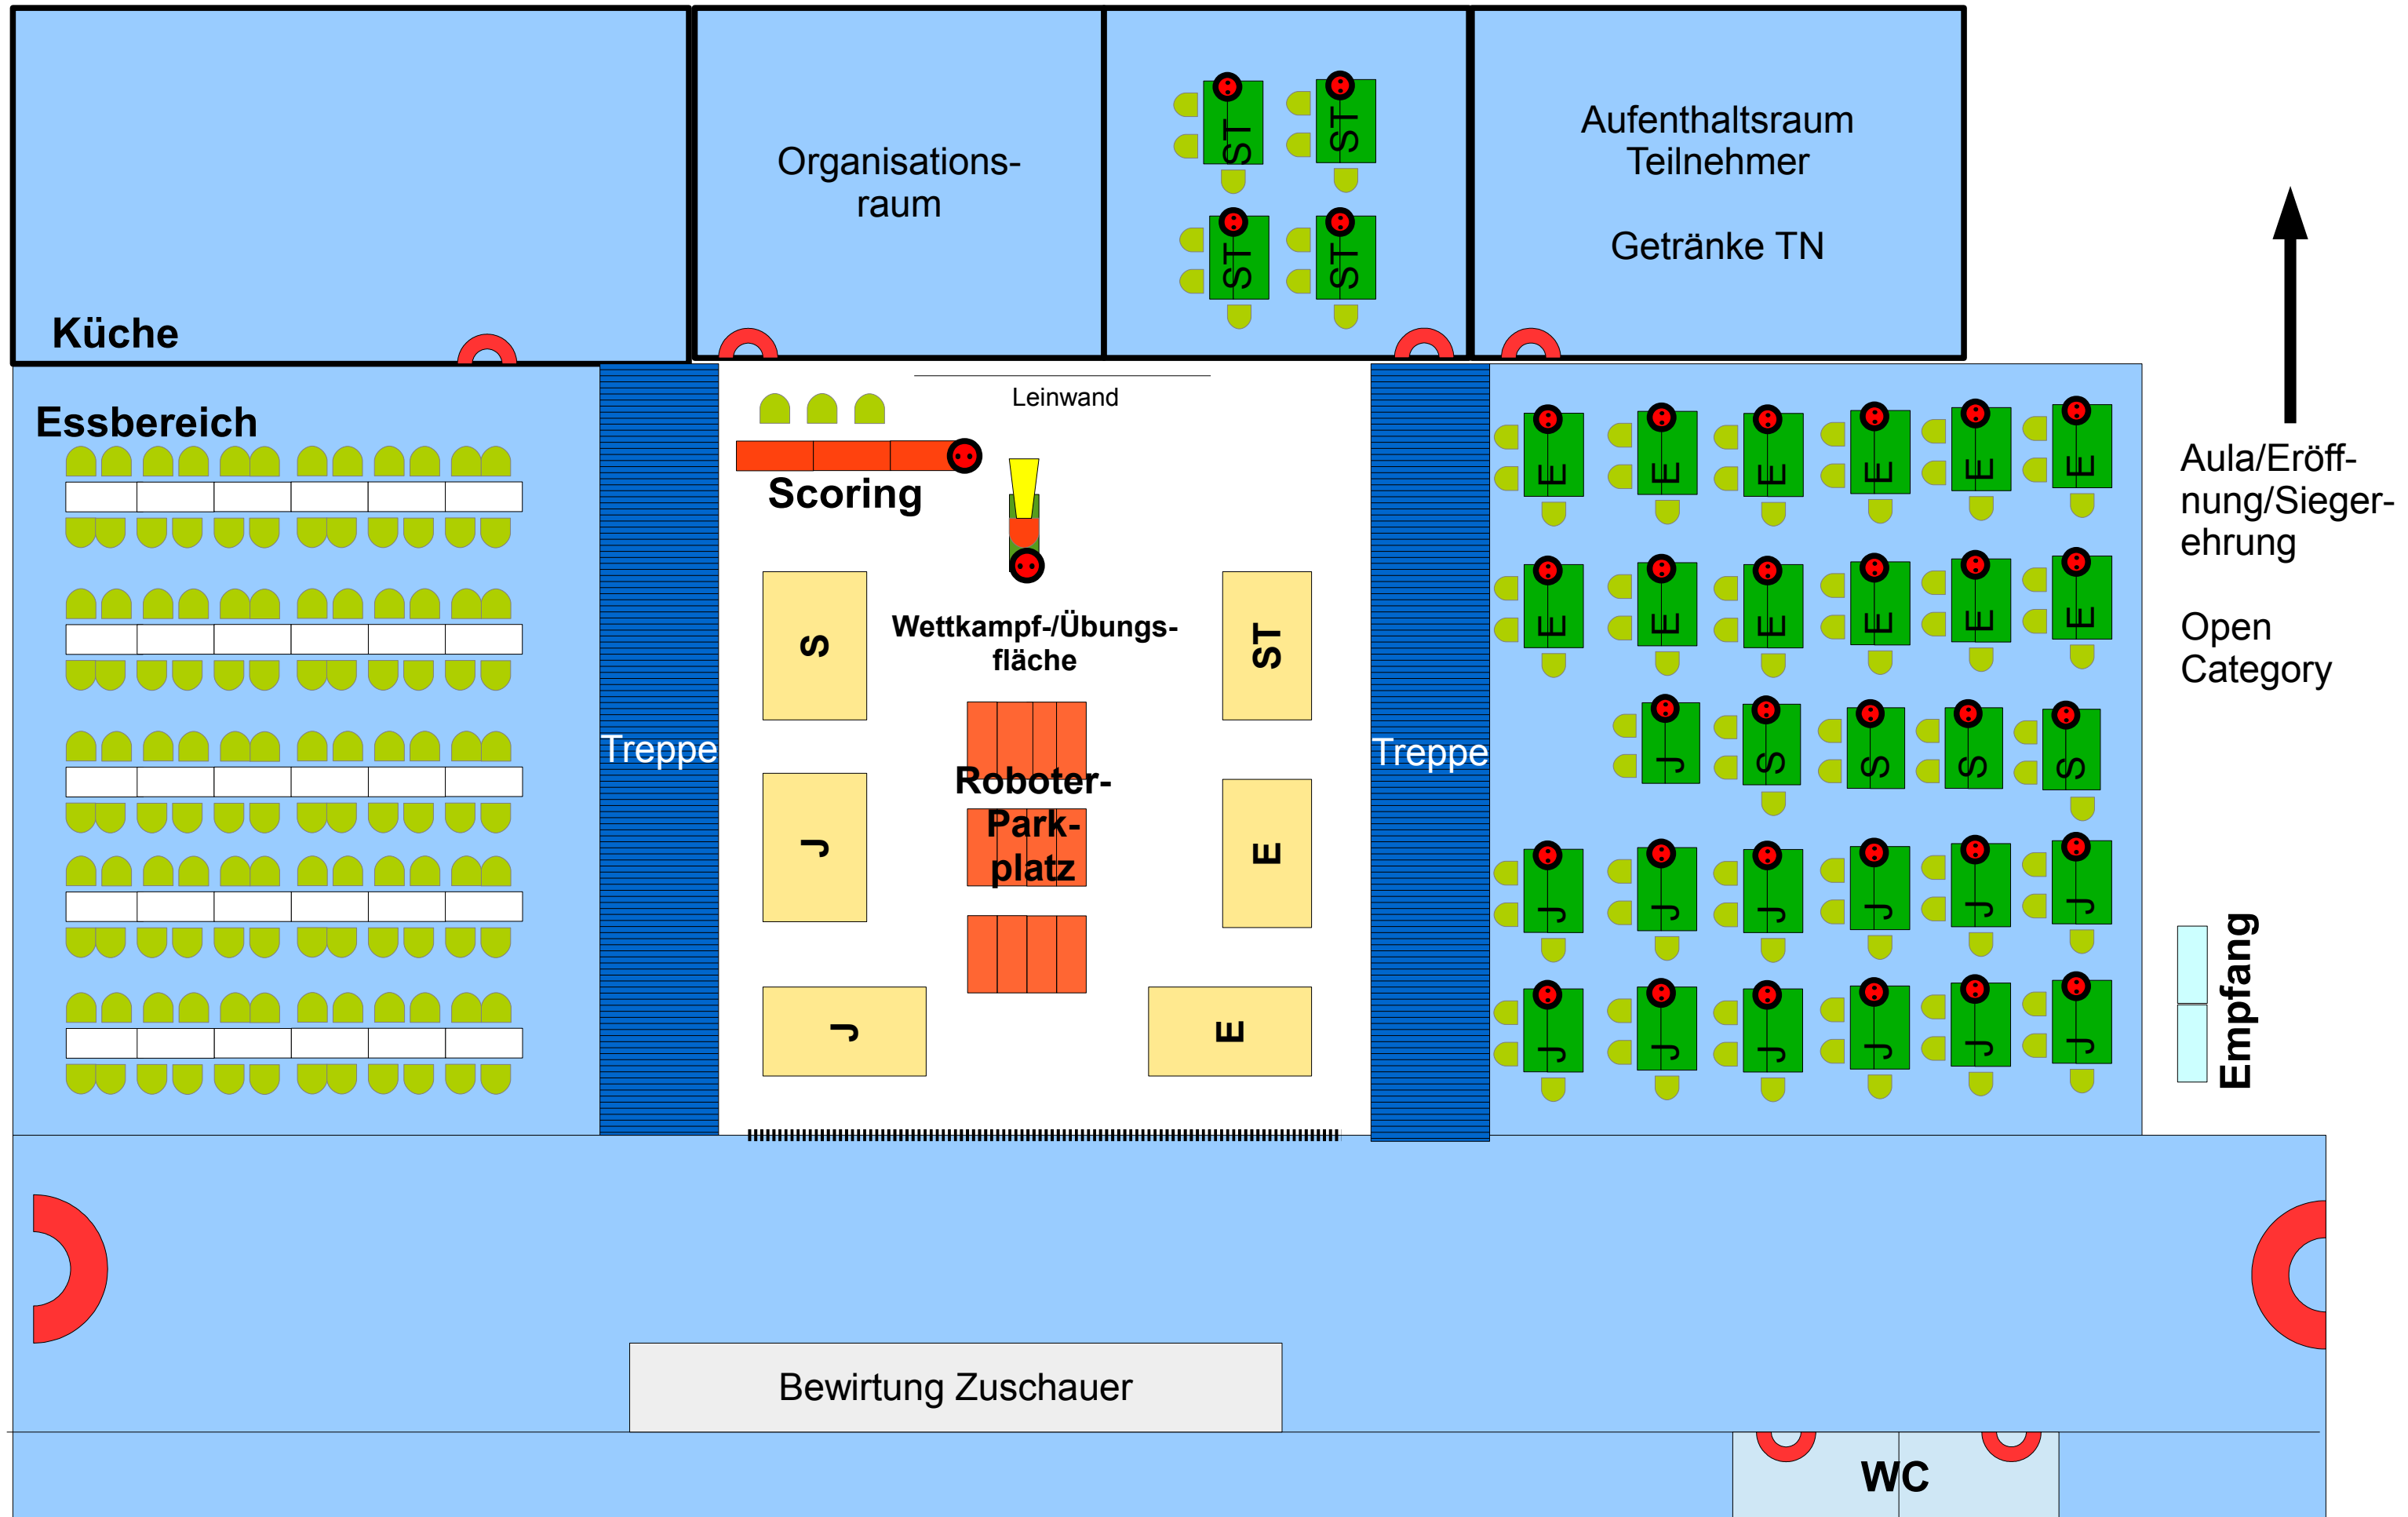 Organisations-
raum
ST
ST
ST
ST
Aufenthaltsraum
Teilnehmer
Getränke TN
Küche
Essbereich
Leinwand
Scoring
Wettkampf-/Übungs-
fläche
S
ST
J
E
J
E
Roboter-
Park-
platz
Treppe
Treppe
E
E
E
E
E
E
E
E
E
E
E
E
J
S
S
S
S
J
J
J
J
J
J
J
J
J
J
J
J
Aula/Eröff-
nung/Sieger-
ehrung
Open
Category
Empfang
Bewirtung Zuschauer
WC